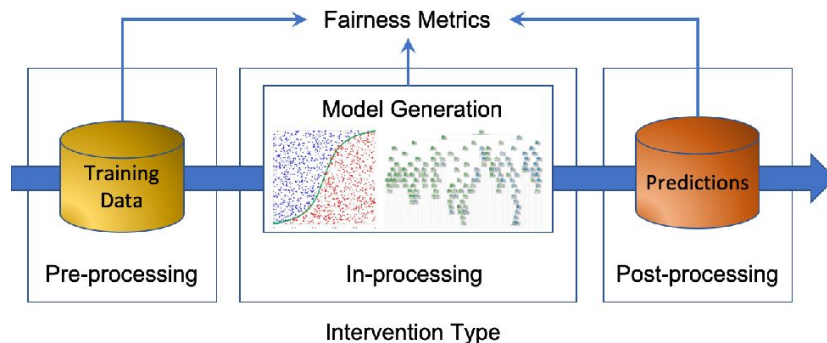 Fairness Metrics
Model Generation
Training
Data
Predictions
Pre-processing
In-processing
Post-processing
Intervention Type